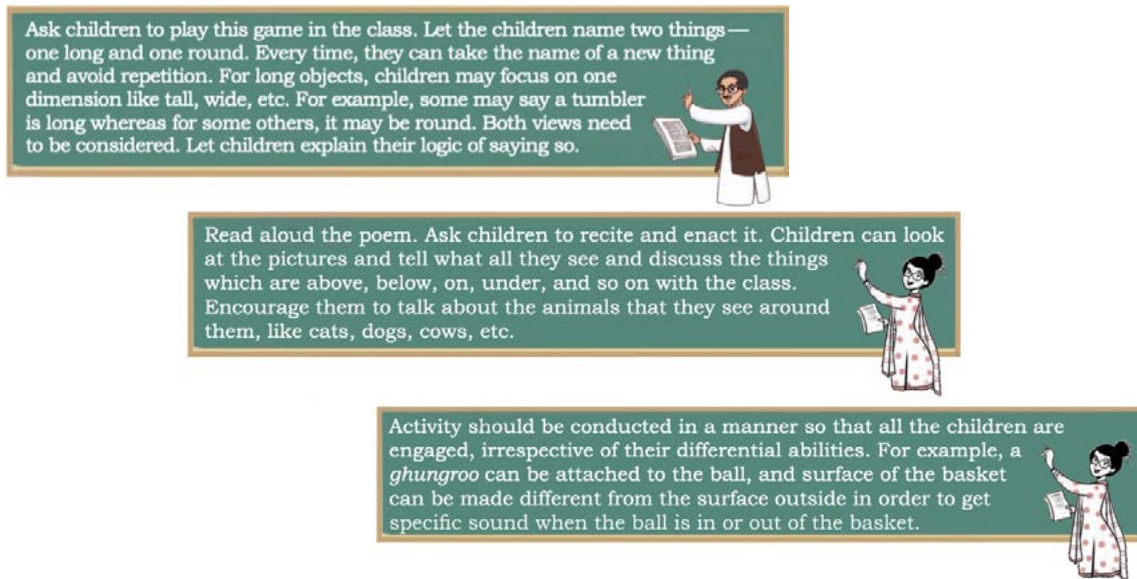 Ask children to play this game in the class. Let the children name two things—
one long and one round. Every time, they can take the name of a new thing
and avoid repetition. For long objects, children may focus on one
dimension like tall, wide, etc. For example, some may say a tumbler
is long whereas for some others, it may be round. Both views need
to be considered. Let children explain their logic of saying so.
Read aloud the poem. Ask children to recite and enact it. Children can look
at the pictures and tell what all they see and discuss the things
which are above, below, on, under, and so on with the class.
Encourage them to talk about the animals that they see around
them, like cats, dogs, cows, etc.
Activity should be conducted in a manner so that all the children are
engaged, irrespective of their differential abilities. For example, a
ghungroo can be attached to the ball, and surface of the basket
can be made different from the surface outside in order to get
specific sound when the ball is in or out of the basket.